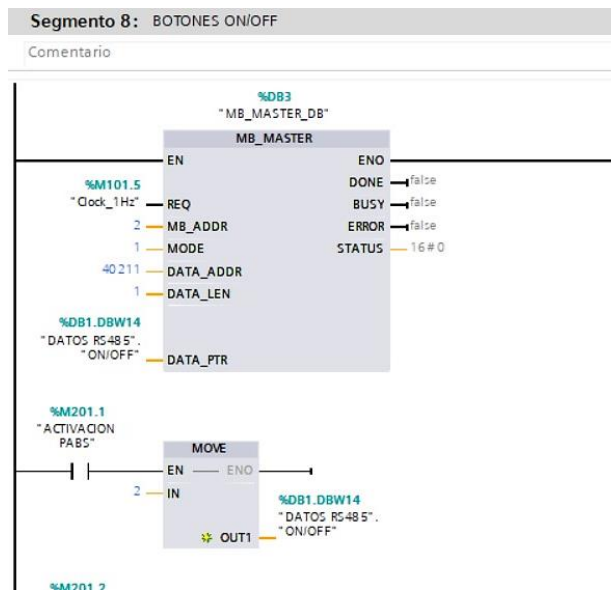 Segmento 8: BOTONES ON/OFF
Comentario
%DB3
"MB_MASTER_DB"
MB_MASTER
EN ENO
DONE false
%M101.5
"Clock_1Hz" REQ BUSY false
2 MB_ADDR ERROR false
1 MODE STATUS 16#0
40211 DATA_ADDR
1 DATA_LEN
%DB1.DBW14
"DATOS RS485".
"ON/OFF" DATA_PTR
%M201.1
"ACTIVACION
PABS"
MOVE
EN ENO
2 IN
%DB1.DBW14
"DATOS RS485".
OUT1 "ON/OFF"
%M201.2